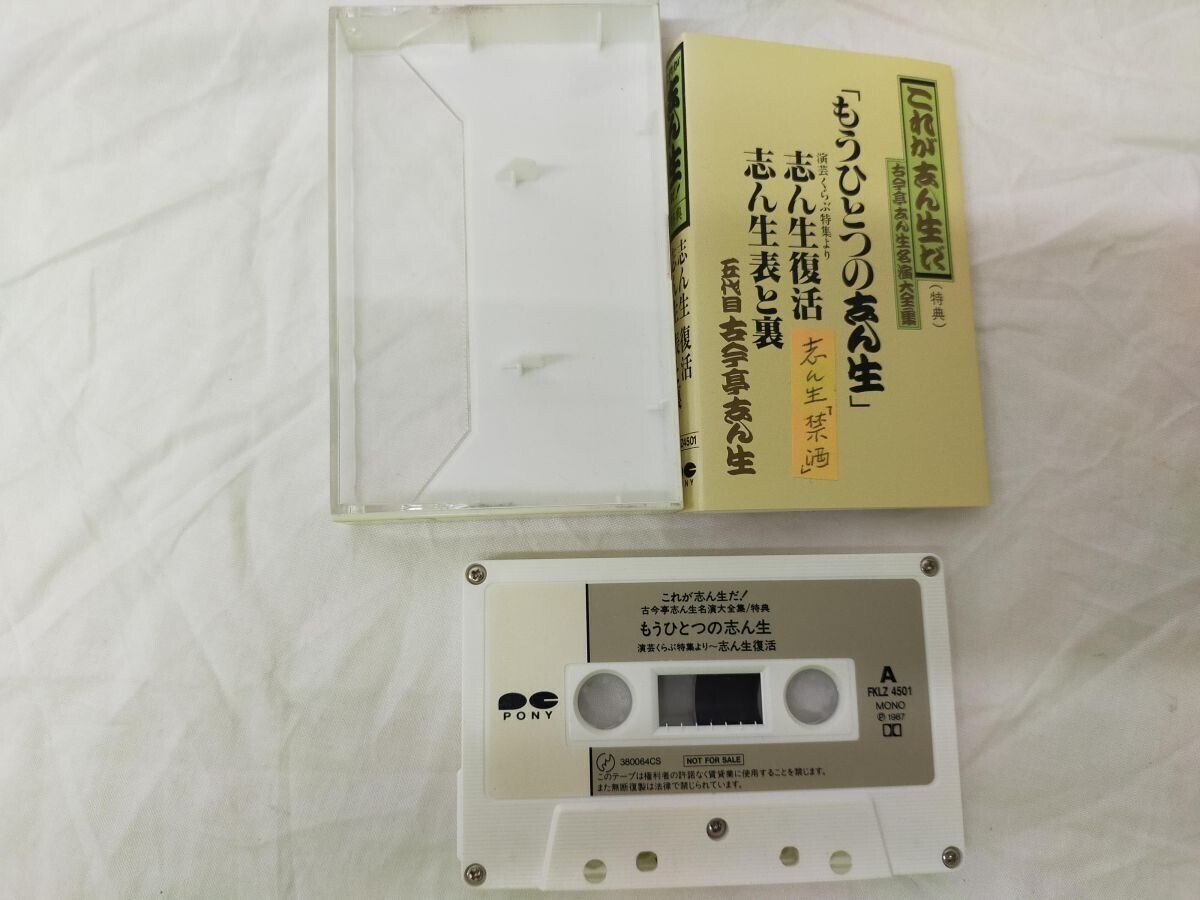 これが志ん生だ
古今亭志ん生名演大全集
(特典)
「もうひとつの志ん生」
演芸くらぶ特集より
志ん生復活
志ん生表と裏
五代目 古今亭志ん生
志ん生「禁酒」
志ん生復活
PONY
これが志ん生だ!
古今亭志ん生名演大全集/特典
もうひとつの志ん生
演芸くらぶ特集より〜志ん生復活
PONY
A
FKLZ 4501
MONO
℗1987
380064CS NOT FOR SALE
このテープは権利者の許諾なく賃貸業に使用することを禁じます。
また無断複製は法律で禁じられています。